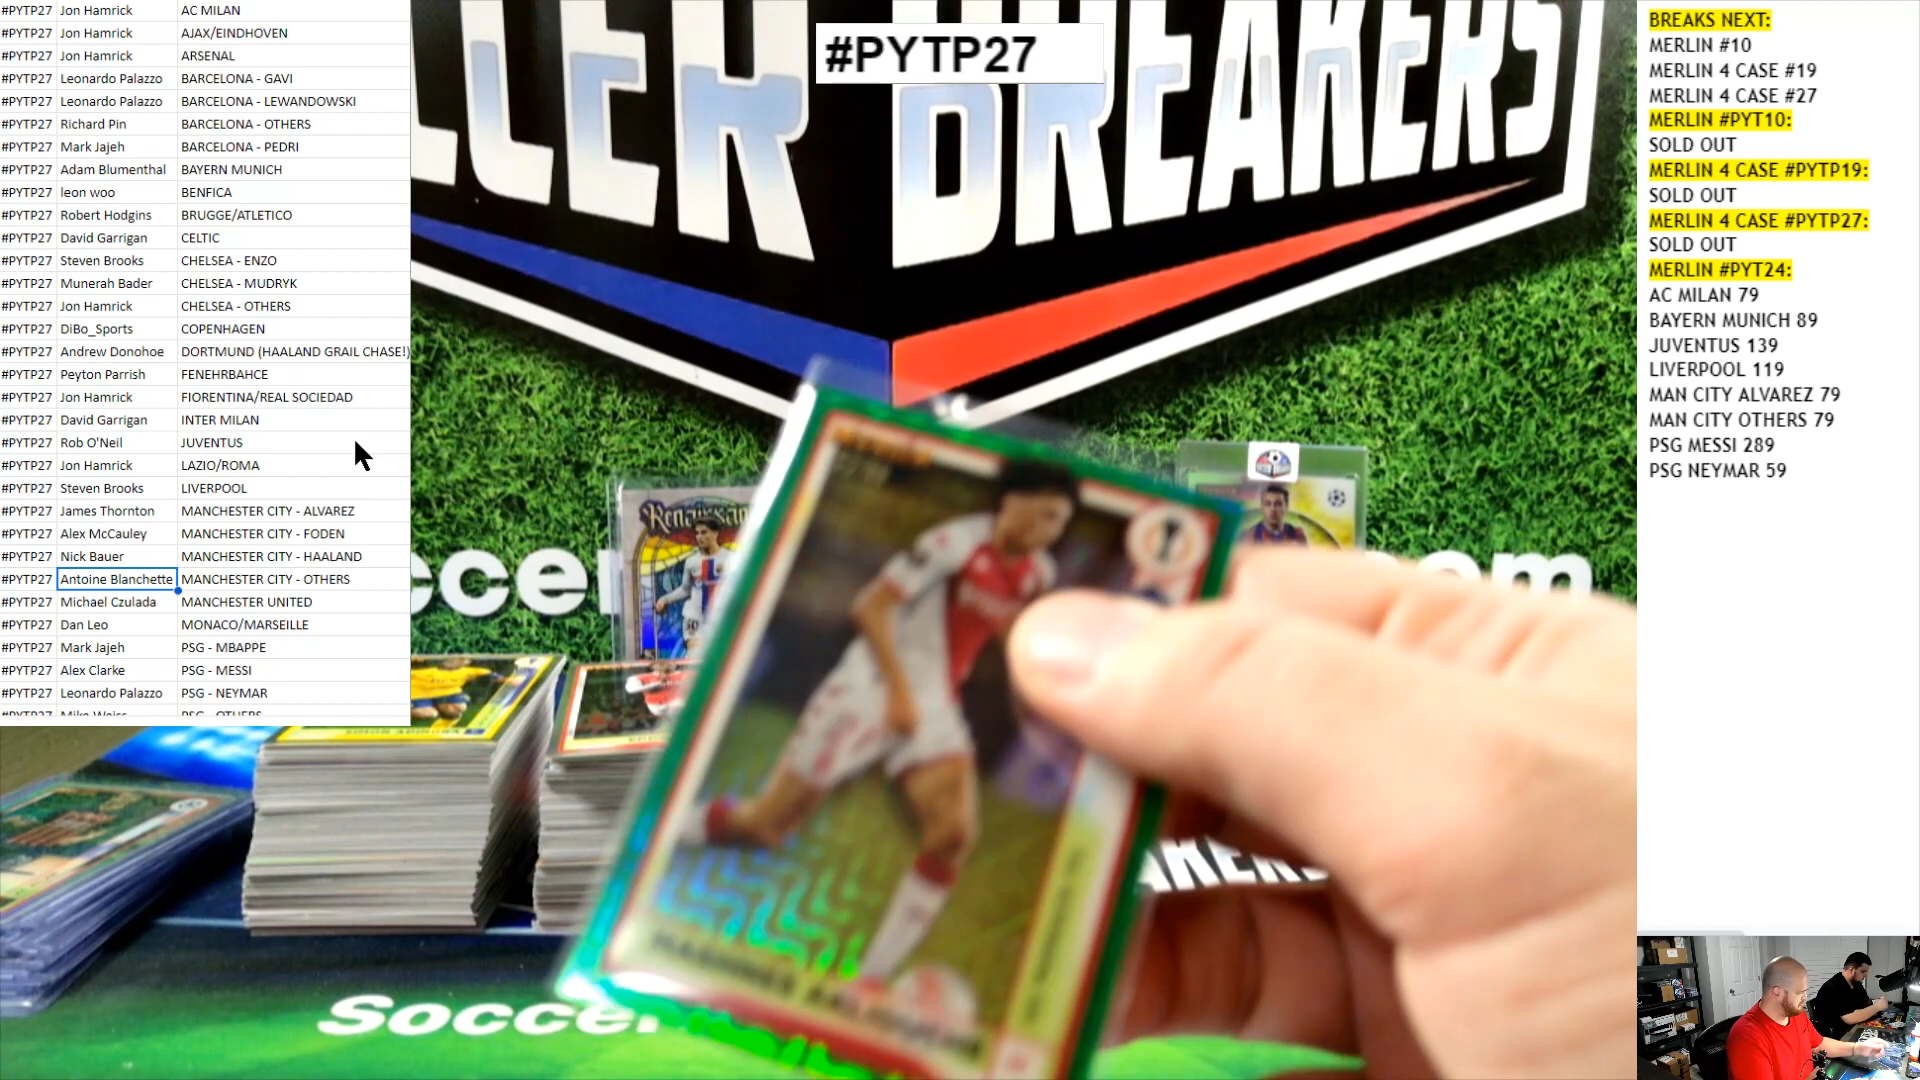 #PYTP27 Jon Hamrick AC MILAN
#PYTP27 Jon Hamrick AJAX/EINDHOVEN
#PYTP27 Jon Hamrick ARSENAL
#PYTP27 Leonardo Palazzo BARCELONA - GAVI
#PYTP27 Leonardo Palazzo BARCELONA - LEWANDOWSKI
#PYTP27 Richard Pin BARCELONA - OTHERS
#PYTP27 Mark Jajeh BARCELONA - PEDRI
#PYTP27 Adam Blumenthal BAYERN MUNICH
#PYTP27 leon woo BENFICA
#PYTP27 Robert Hodgins BRUGGE/ATLETICO
#PYTP27 David Garrigan CELTIC
#PYTP27 Steven Brooks CHELSEA - ENZO
#PYTP27 Munerah Bader CHELSEA - MUDRYK
#PYTP27 Jon Hamrick CHELSEA - OTHERS
#PYTP27 DiBo_Sports COPENHAGEN
#PYTP27 Andrew Donohoe DORTMUND (HAALAND GRAIL CHASE!)
#PYTP27 Peyton Parrish FENEHRBAHCE
#PYTP27 Jon Hamrick FIORENTINA/REAL SOCIEDAD
#PYTP27 David Garrigan INTER MILAN
#PYTP27 Rob O'Neil JUVENTUS
#PYTP27 Jon Hamrick LAZIO/ROMA
#PYTP27 Steven Brooks LIVERPOOL
#PYTP27 James Thornton MANCHESTER CITY - ALVAREZ
#PYTP27 Alex McCauley MANCHESTER CITY - FODEN
#PYTP27 Nick Bauer MANCHESTER CITY - HAALAND
#PYTP27 Antoine Blanchette MANCHESTER CITY - OTHERS
#PYTP27 Michael Czulada MANCHESTER UNITED
#PYTP27 Dan Leo MONACO/MARSEILLE
#PYTP27 Mark Jajeh PSG - MBAPPE
#PYTP27 Alex Clarke PSG - MESSI
#PYTP27 Leonardo Palazzo PSG - NEYMAR
#PYTP27 Mike Weiss PSG - OTHERS
#PYTP27
BREAKERS
Renaissan
Soccer
BREAKS NEXT:
MERLIN #10
MERLIN 4 CASE #19
MERLIN 4 CASE #27
MERLIN #PYT10:
SOLD OUT
MERLIN 4 CASE #PYTP19:
SOLD OUT
MERLIN 4 CASE #PYTP27:
SOLD OUT
MERLIN #PYT24:
AC MILAN 79
BAYERN MUNICH 89
JUVENTUS 139
LIVERPOOL 119
MAN CITY ALVAREZ 79
MAN CITY OTHERS 79
PSG MESSI 289
PSG NEYMAR 59